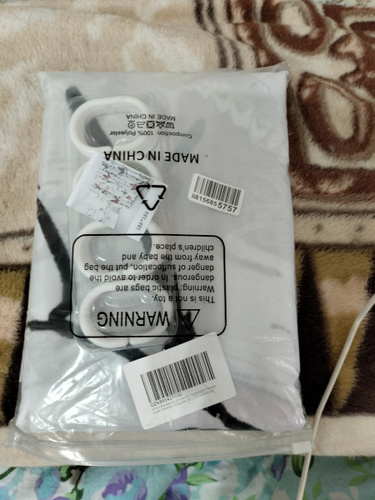 WARNING
This is not a toy.
Warning: plastic bags are
dangerous. In order to avoid the
danger of suffocation, put the bag
away from the baby and
children's place.
MADE IN CHINA
Composition: 100% Polyester
MADE IN CHINA
5757